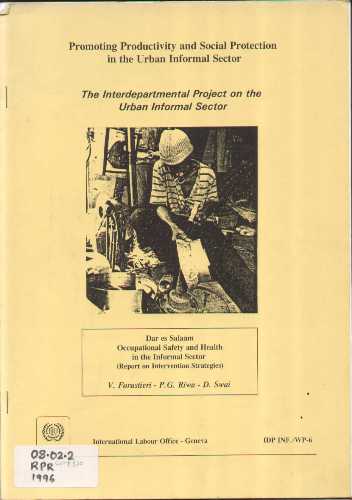 Promoting Productivity and Social Protection
in the Urban Informal Sector
The Interdepartmental Project on the
Urban Informal Sector
Dar es Salaam
Occupational Safety and Health
in the Informal Sector
(Report on Intervention Strategies)
V. Forastieri - P.G. Riwa - D. Swai
International Labour Office - Geneva
IDP INF./WP-6
08.02.2
RPR
1996